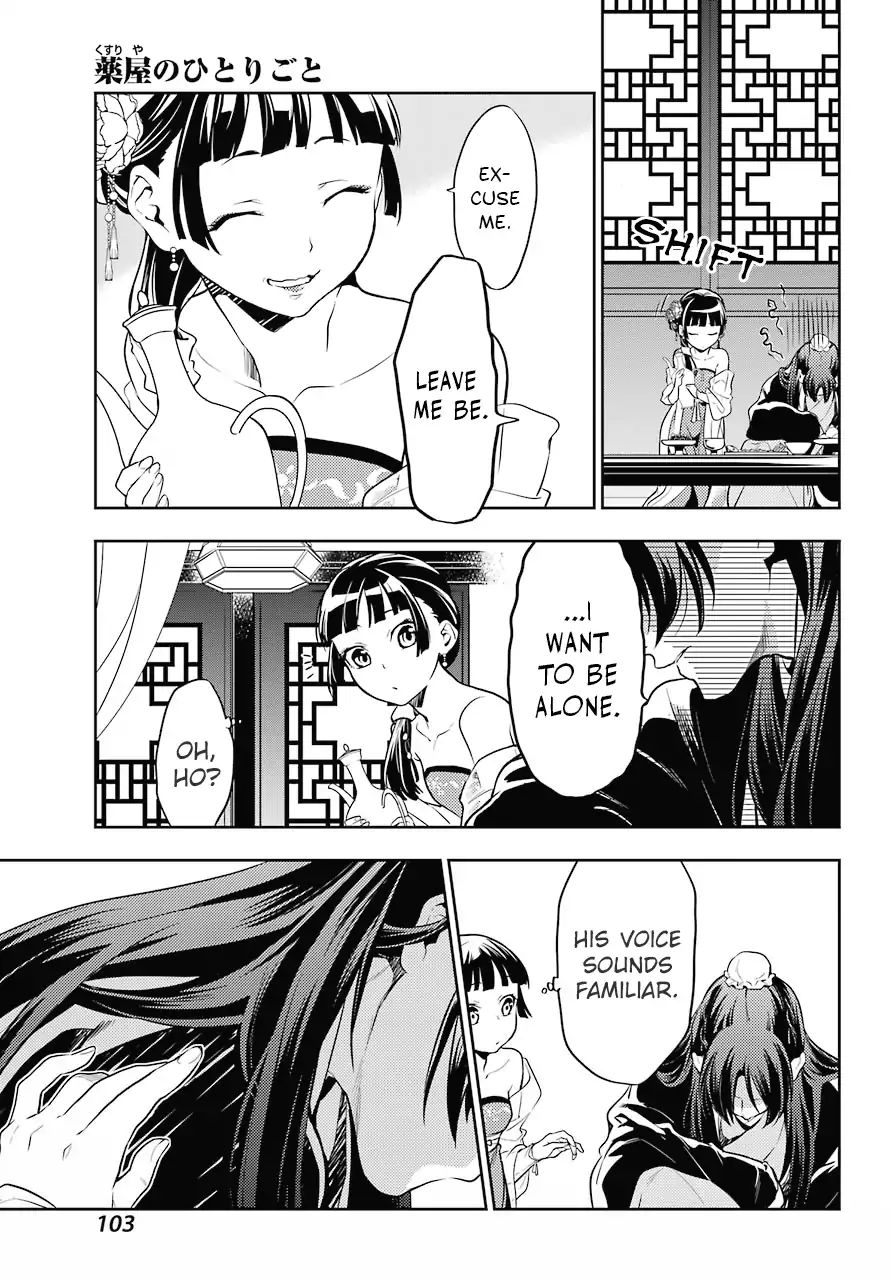 くすり や
薬屋のひとりごと
SHIFT
EX-
CUSE
ME.
LEAVE
ME BE.
...I
WANT
TO BE
ALONE.
OH,
HO?
HIS VOICE
SOUNDS
FAMILIAR.
103